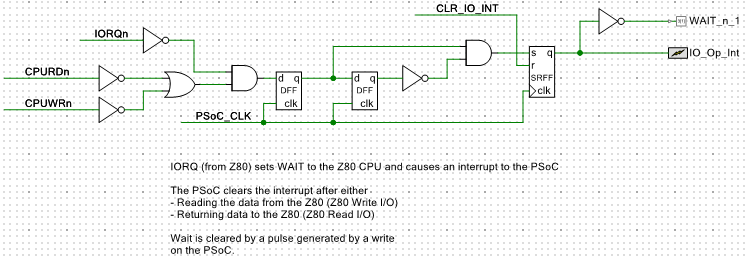 CLR_IO_INT
WAIT_n_1
IORQn
IO_Op_Int
s q
r
SRFF
clk
CPURDn
d q
DFF
clk
d q
DFF
clk
CPUWRn
PSoC_CLK
IORQ (from Z80) sets WAIT to the Z80 CPU and causes an interrupt to the PSoC
The PSoC clears the interrupt after either
- Reading the data from the Z80 (Z80 Write I/O)
- Returning data to the Z80 (Z80 Read I/O)
Wait is cleared by a pulse generated by a write
on the PSoC.